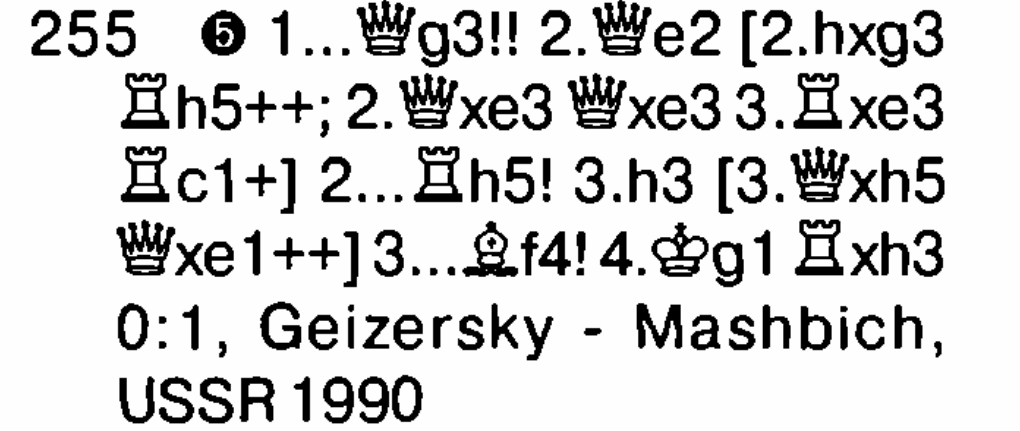 255 ❺ 1...♕g3!! 2.♕e2 [2.hxg3
♖h5++; 2.♕xe3 ♕xe3 3.♖xe3
♖c1+] 2...♖h5! 3.h3 [3.♕xh5
♕xe1++] 3...♗f4! 4.♔g1 ♖xh3
0:1, Geizersky - Mashbich,
USSR 1990